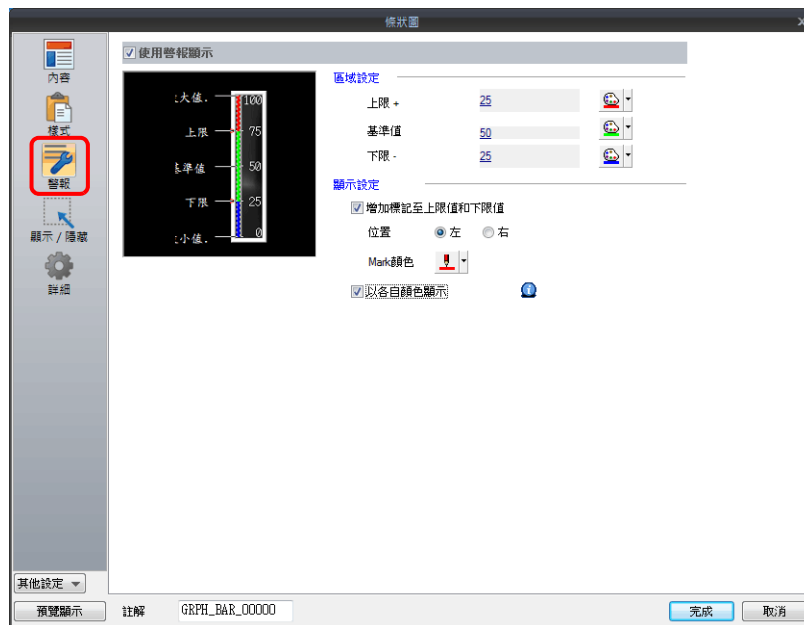 條狀圖
內容
樣式
警報
顯示 / 隱藏
詳細
其他設定
預覽顯示
使用警報顯示
大值.
100
上限
75
準值
50
下限
25
小值.
0
區域設定
上限 +
25
基準值
50
下限 -
25
顯示設定
增加標記至上限值和下限值
位置
左
右
Mark顏色
以各自顏色顯示
註解
GRPH_BAR_00000
完成
取消